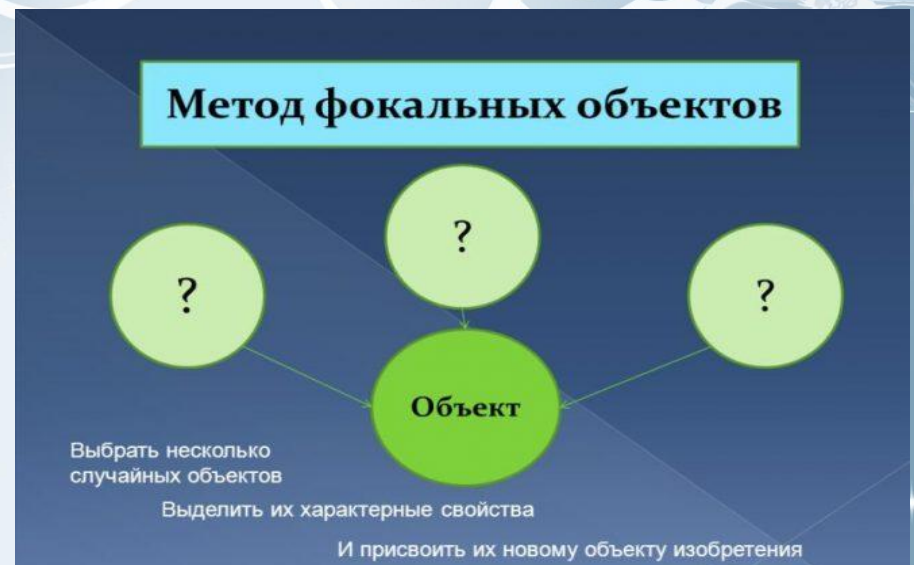 Метод фокальных объектов
?
?
?
Объект
Выбрать несколько
случайных объектов
Выделить их характерные свойства
И присвоить их новому объекту изобретения